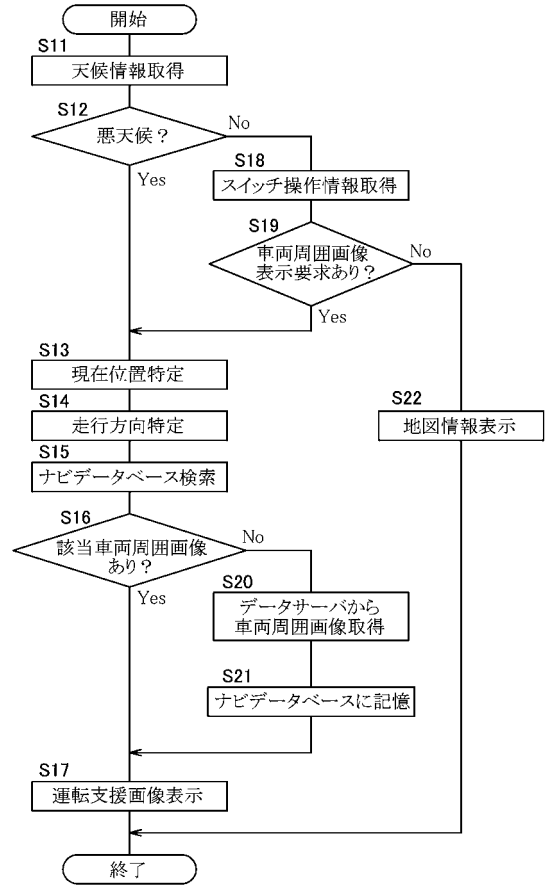 開始
S11
天候情報取得
S12
悪天候？
No
Yes
S18
スイッチ操作情報取得
S19
車両周囲画像
表示要求あり？
No
Yes
S13
現在位置特定
S14
走行方向特定
S22
地図情報表示
S15
ナビデータベース検索
S16
該当車両周囲画像
あり？
No
Yes
S20
データサーバから
車両周囲画像取得
S21
ナビデータベースに記憶
S17
運転支援画像表示
終了